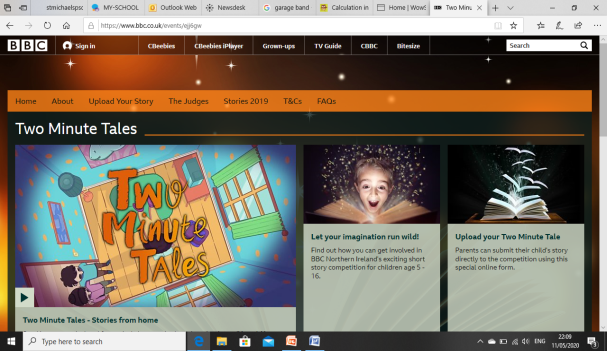 stmichaelspsc
MY-SCHOOL
Outlook Web
Newsdesk
garage band
Calculation in
Home | WowS
Two Minu
https://www.bbc.co.uk/events/ejj6gw
BBC
Sign in
CBeebies
CBeebies iPlayer
Grown-ups
TV Guide
CBBC
Bitesize
Search
Home
About
Upload Your Story
The Judges
Stories 2019
T&Cs
FAQs
Two Minute Tales
Two
Minute
Tales
Two Minute Tales - Stories from home
Let your imagination run wild!
Find out how you can get involved in
BBC Northern Ireland's exciting short
story competition for children age 5 -
16.
Upload your Two Minute Tale
Parents can submit their child's story
directly to the competition using this
special online form.
Type here to search
ENG
22:09
11/05/2020